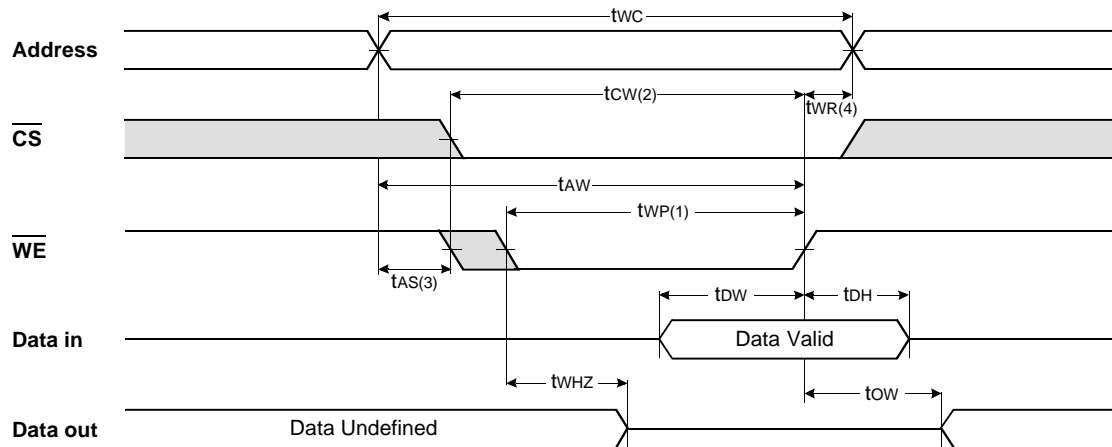 tWC
Address
tCW(2)
tWR(4)
CS
tAW
tWP(1)
WE
tAS(3)
tDW
tDH
Data in
Data Valid
tWHZ
tOW
Data out
Data Undefined